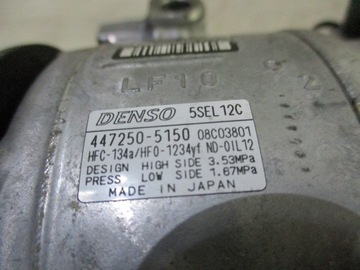 LF10
DENSO 5SEL12C
447250-5150 08C03801
HFC-134a/HFO-1234yf ND-OIL12
DESIGN HIGH SIDE 3.53MPa
PRESS LOW SIDE 1.67MPa
MADE IN JAPAN